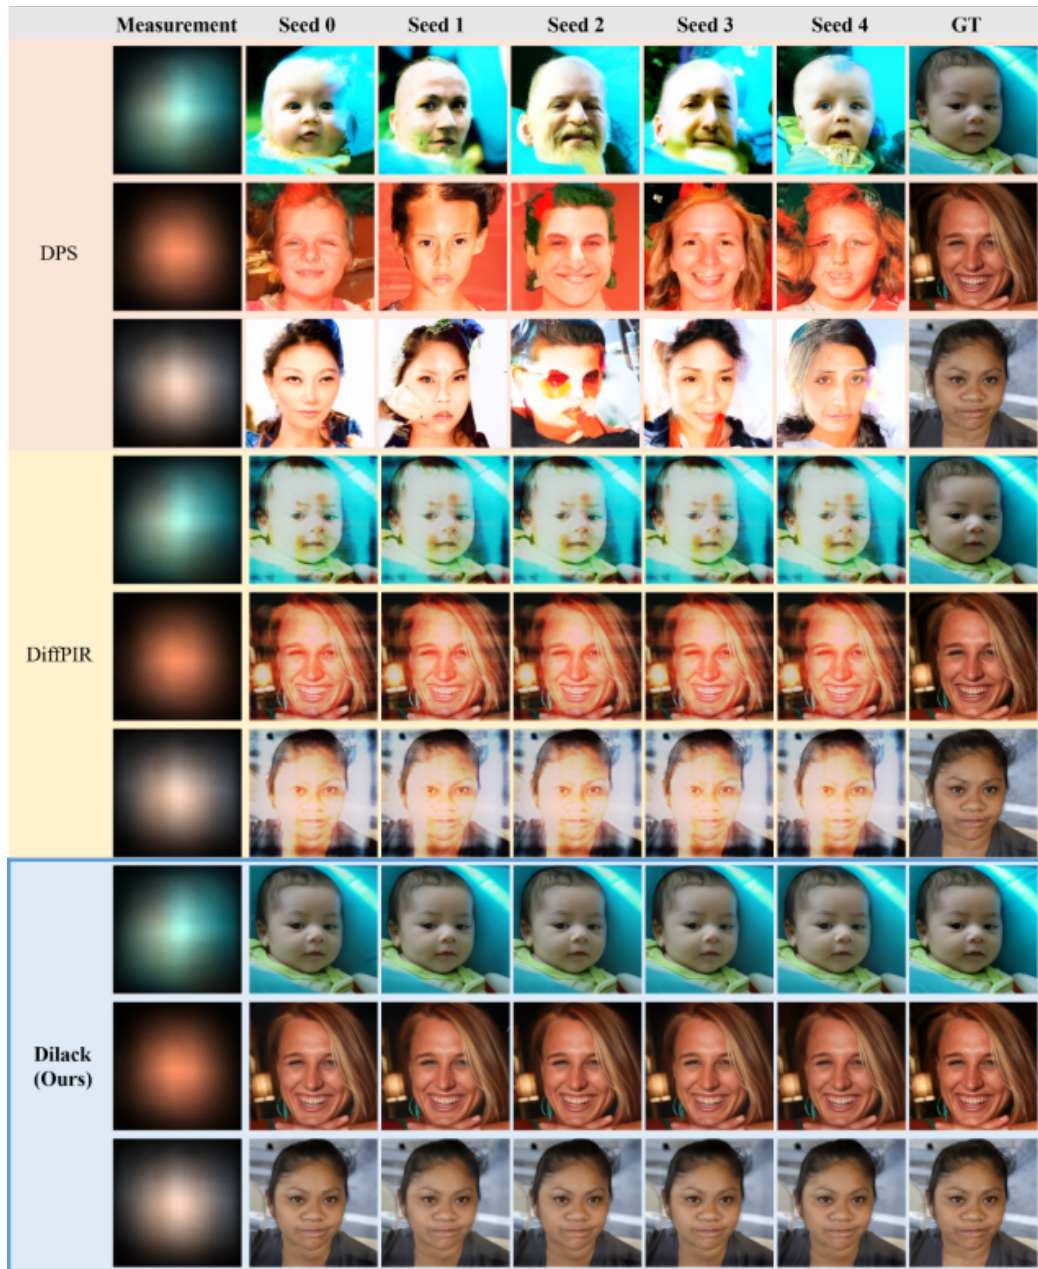 Measurement Seed 0 Seed 1 Seed 2 Seed 3 Seed 4 GT
DPS
DiffPIR
Dilack
(Ours)